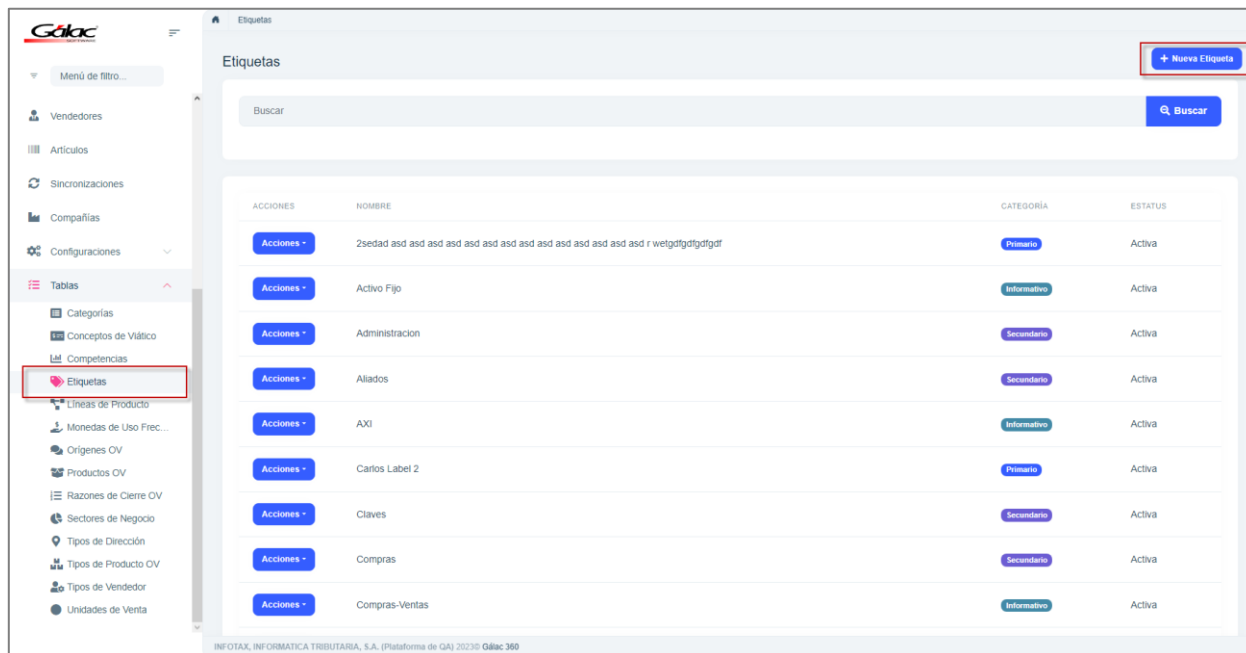 Gálac
SOFTWARE
Menú de filtro...
Vendedores
Artículos
Sincronizaciones
Compañías
Configuraciones
Tablas
Categorías
Conceptos de Viático
Competencias
Etiquetas
Líneas de Producto
Monedas de Uso Frec...
Orígenes OV
Productos OV
Razones de Cierre OV
Sectores de Negocio
Tipos de Dirección
Tipos de Producto OV
Tipos de Vendedor
Unidades de Venta
Etiquetas
Etiquetas
+ Nueva Etiqueta
Buscar
Buscar
ACCIONES NOMBRE CATEGORÍA ESTATUS
Acciones 2sedad asd asd asd asd asd asd asd asd asd asd asd asd asd asd asd r wetgdfgdfgdfgdf Primario Activa
Acciones Activo Fijo Informativo Activa
Acciones Administracion Secundario Activa
Acciones Aliados Secundario Activa
Acciones AXI Informativo Activa
Acciones Carlos Label 2 Primario Activa
Acciones Claves Secundario Activa
Acciones Compras Secundario Activa
Acciones Compras-Ventas Informativo Activa
INFOTAX, INFORMATICA TRIBUTARIA, S.A. (Plataforma de QA) 2023© Gálac 360